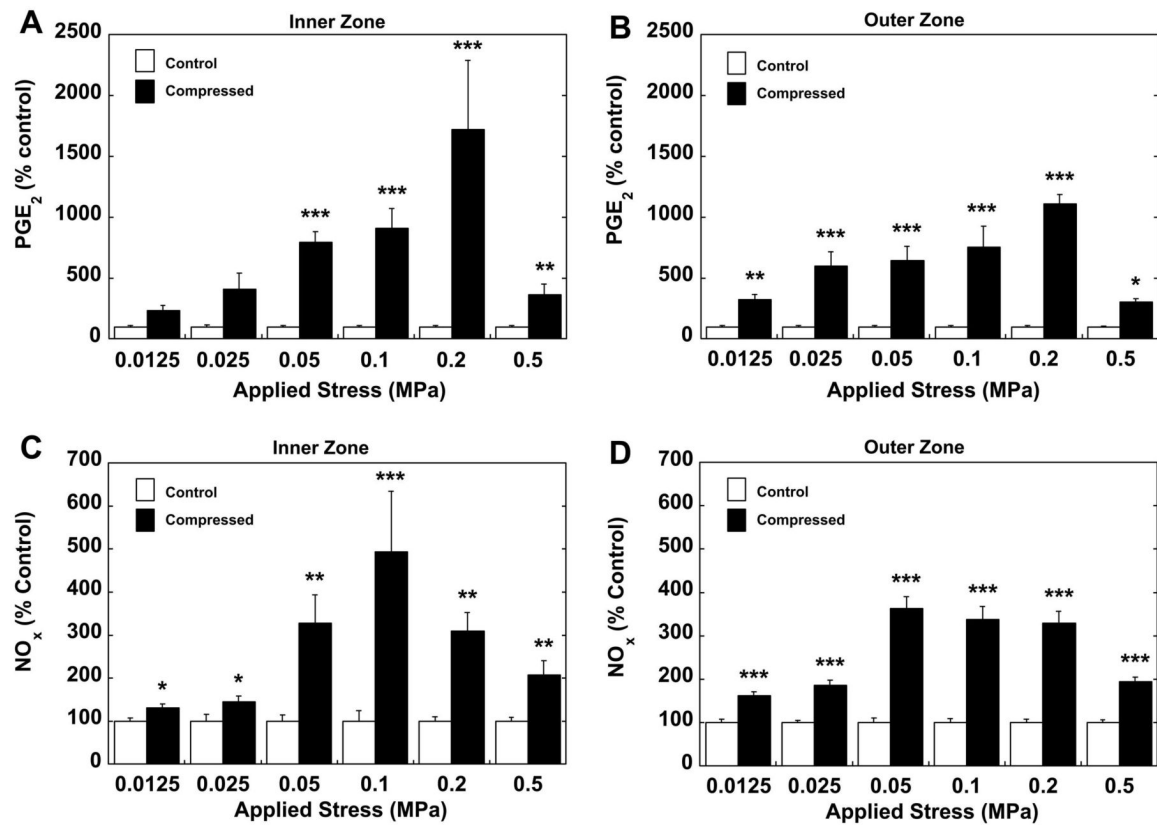 A
Inner Zone
PGE2 (% control)
2500
2000
1500
1000
500
0
Control
Compressed
***
***
***
**
0.0125 0.025 0.05 0.1 0.2 0.5
Applied Stress (MPa)
B
Outer Zone
PGE2 (% control)
2500
2000
1500
1000
500
0
Control
Compressed
**
***
***
***
***
*
0.0125 0.025 0.05 0.1 0.2 0.5
Applied Stress (MPa)
C
Inner Zone
NOx (% Control)
700
600
500
400
300
200
100
0
Control
Compressed
*
*
**
***
**
**
0.0125 0.025 0.05 0.1 0.2 0.5
Applied Stress (MPa)
D
Outer Zone
NOx (% Control)
700
600
500
400
300
200
100
0
Control
Compressed
***
***
***
***
***
***
0.0125 0.025 0.05 0.1 0.2 0.5
Applied Stress (MPa)